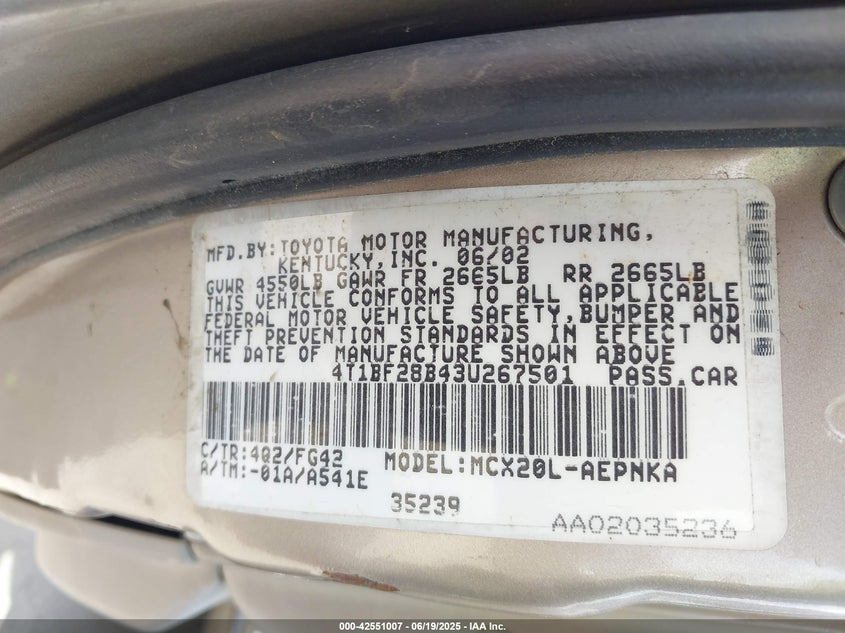 MFD.BY:TOYOTA MOTOR MANUFACTURING,
KENTUCKY,INC. 06/02
GVWR 4550LB GAWR FR 2665LB RR 2665LB
THIS VEHICLE CONFORMS TO ALL APPLICABLE
FEDERAL MOTOR VEHICLE SAFETY,BUMPER AND
THEFT PREVENTION STANDARDS IN EFFECT ON
THE DATE OF MANUFACTURE SHOWN ABOVE
4T1BF28B43U267501 PASS.CAR
C/TR:4Q2/FG42 MODEL:MCX20L-AEPNKA
A/TM:-01A/A541E
35239
AA02035236
000-42551007 - 06/19/2025 - IAA Inc.